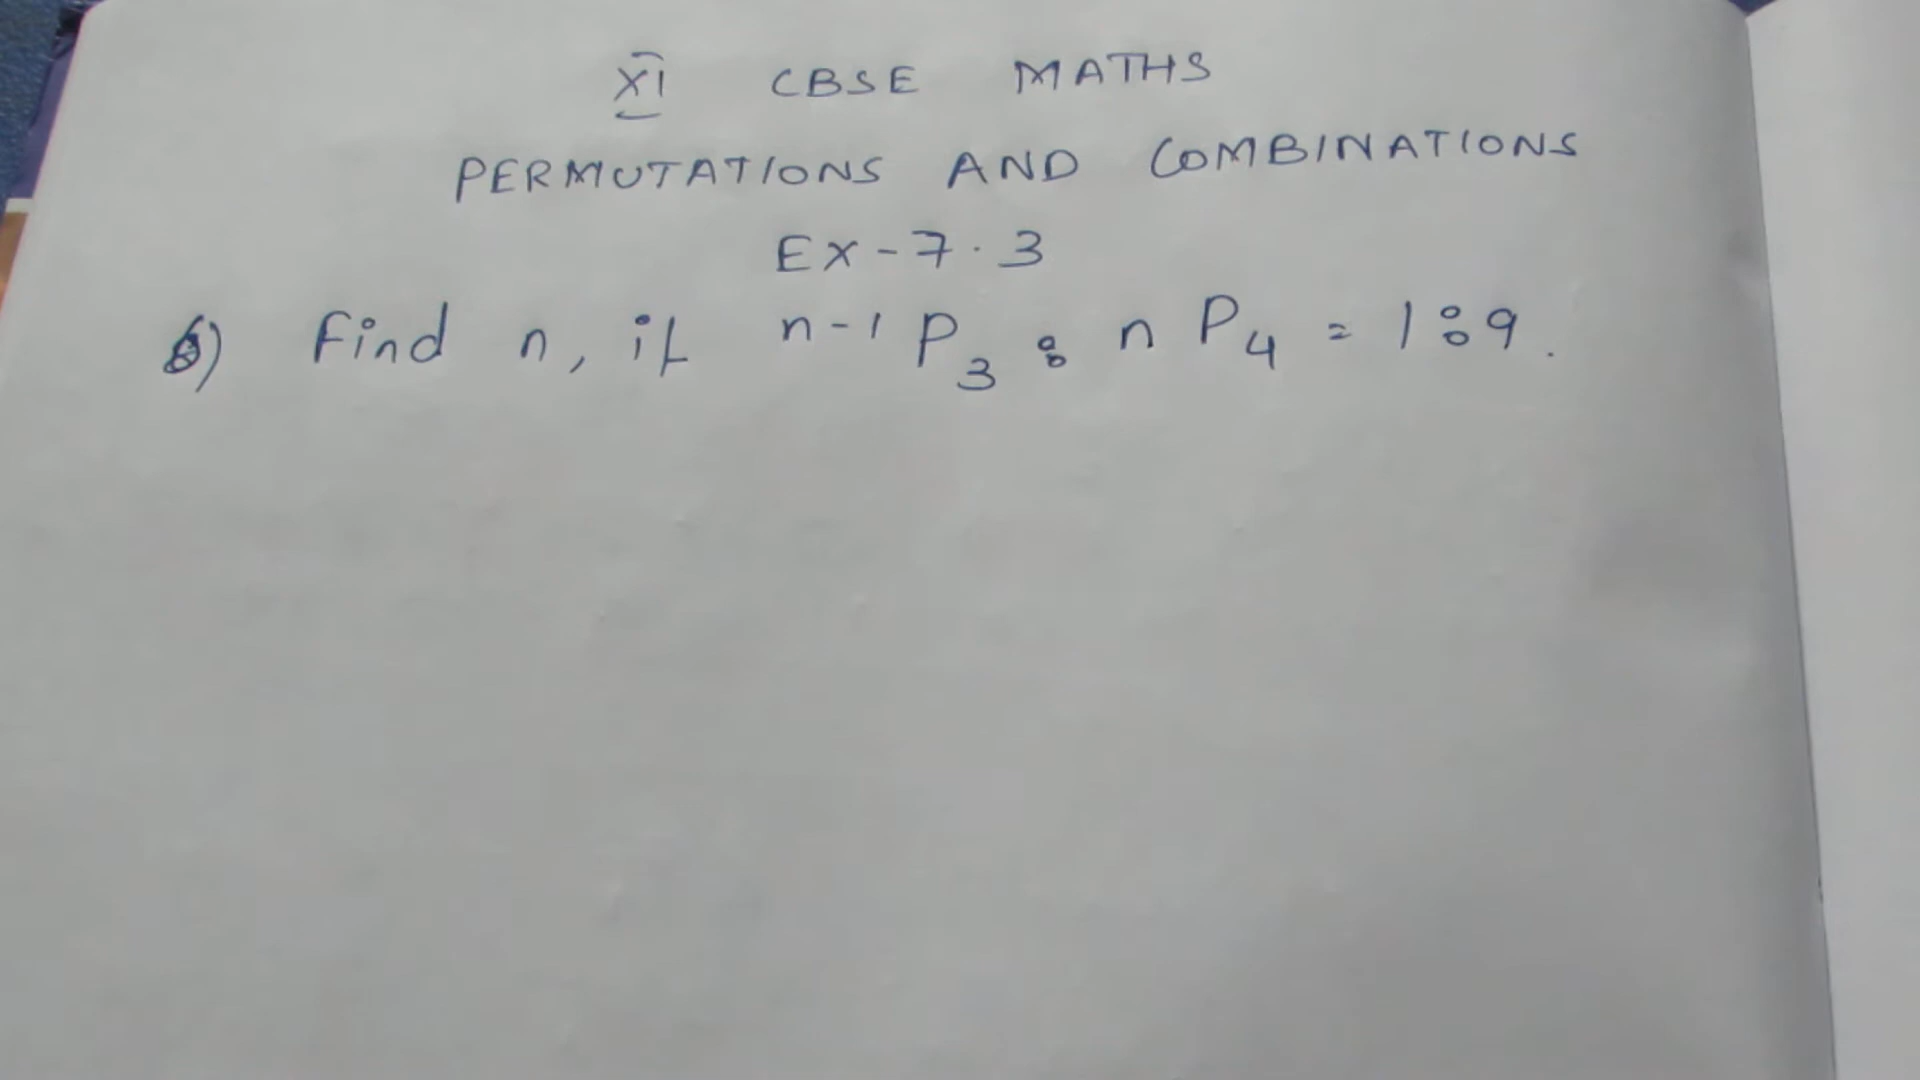 XI CBSE MATHS
PERMUTATIONS AND COMBINATIONS
EX-7.3
6) Find n, if n-1 P3 : n P4 = 1:9.